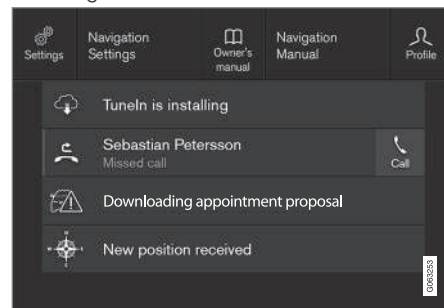 Settings
Navigation
Settings
Owner's
manual
Navigation
Manual
Profile
TuneIn is installing
Sebastian Petersson
Missed call
Call
Downloading appointment proposal
New position received
G063253